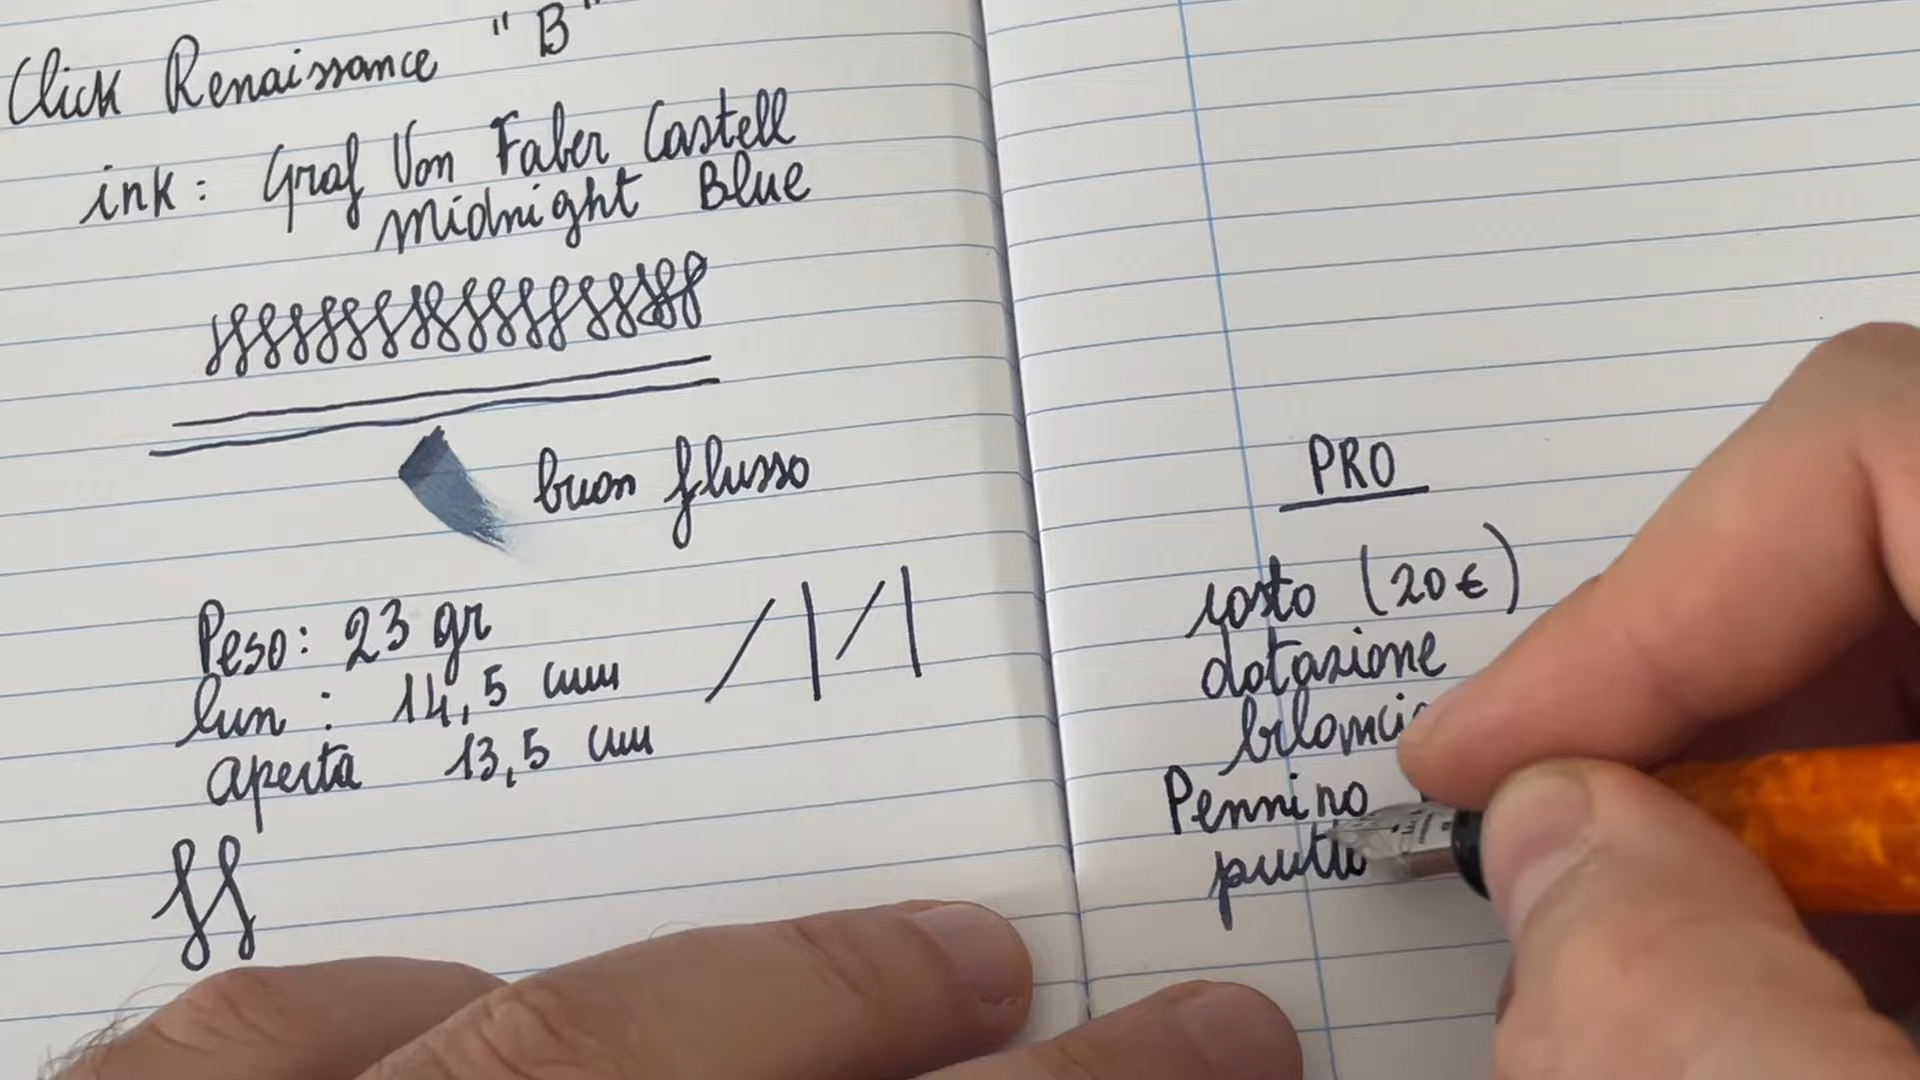 Click Renaissance "B"
ink: Graf Von Faber Castell
Midnight Blue
buon flusso
Peso: 23 gr
lun: 14,5 cm
aperta 13,5 cm
PRO
costo (20€)
dotazione
Pennino